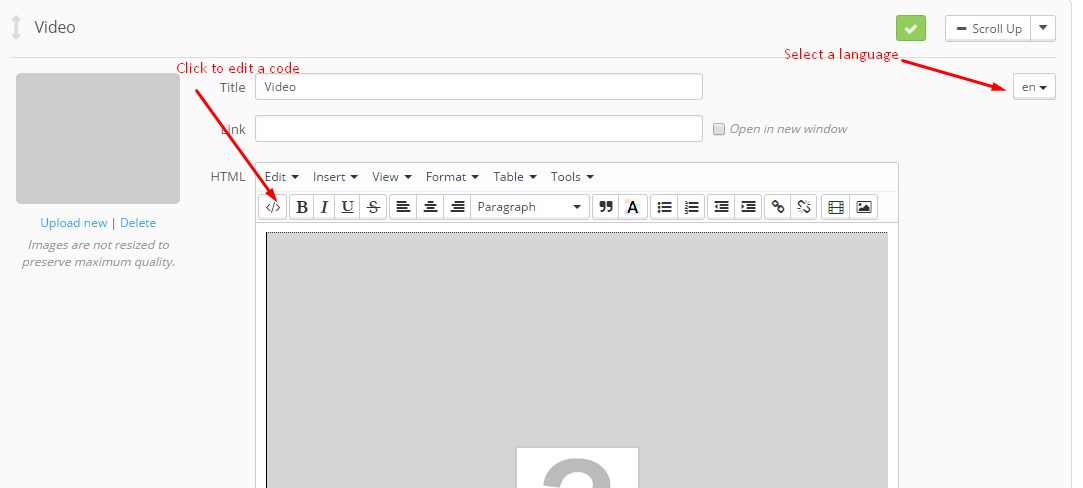 Video
Scroll Up
Select a language
Click to edit a code
Title
Video
en
Link
Open in new window
HTML
Edit Insert View Format Table Tools
</> B I U S Paragraph A
Upload new | Delete
Images are not resized to
preserve maximum quality.
?